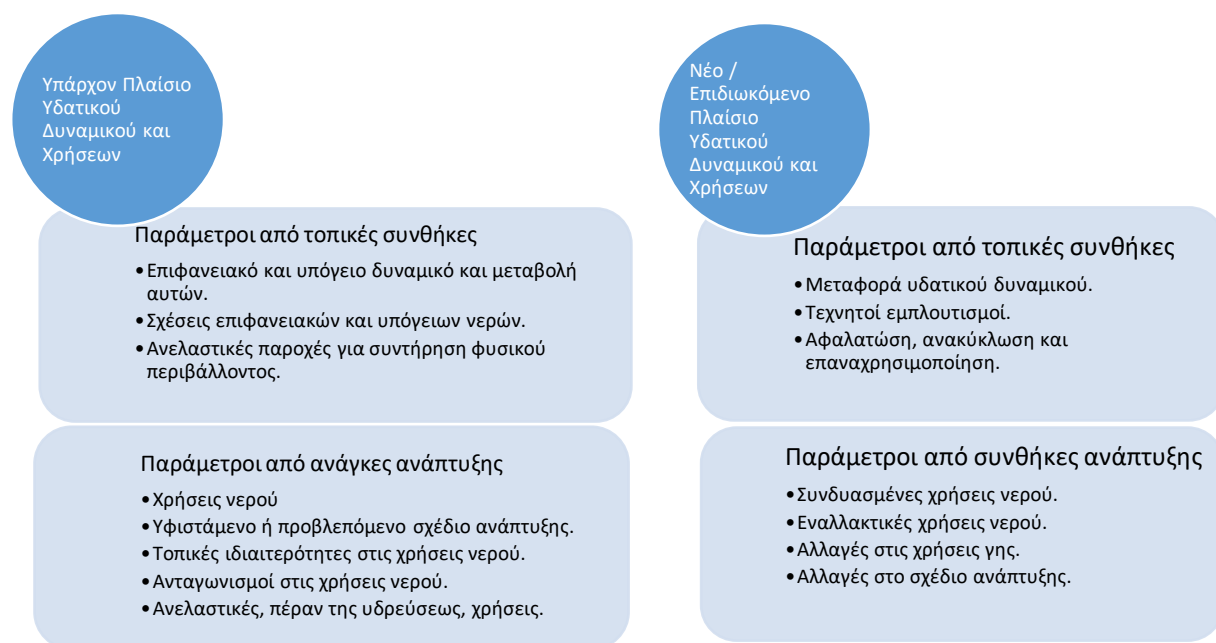 Υπάρχον Πλαίσιο
Υδατικού
Δυναμικού και
Χρήσεων
Παράμετροι από τοπικές συνθήκες
•Επιφανειακό και υπόγειο δυναμικό και μεταβολή
αυτών.
•Σχέσεις επιφανειακών και υπόγειων νερών.
•Ανελαστικές παροχές για συντήρηση φυσικού
περιβάλλοντος.
Παράμετροι από ανάγκες ανάπτυξης
•Χρήσεις νερού
•Υφιστάμενο ή προβλεπόμενο σχέδιο ανάπτυξης.
•Τοπικές ιδιαιτερότητες στις χρήσεις νερού.
•Ανταγωνισμοί στις χρήσεις νερού.
•Ανελαστικές, πέραν της υδρεύσεως, χρήσεις.
Νέο /
Επιδιωκόμενο
Πλαίσιο
Υδατικού
Δυναμικού και
Χρήσεων
Παράμετροι από τοπικές συνθήκες
•Μεταφορά υδατικού δυναμικού.
•Τεχνητοί εμπλουτισμοί.
•Αφαλατώση, ανακύκλωση και
επαναχρησιμοποίηση.
Παράμετροι από συνθήκες ανάπτυξης
•Συνδυασμένες χρήσεις νερού.
•Εναλλακτικές χρήσεις νερού.
•Αλλαγές στις χρήσεις γης.
•Αλλαγές στο σχέδιο ανάπτυξης.